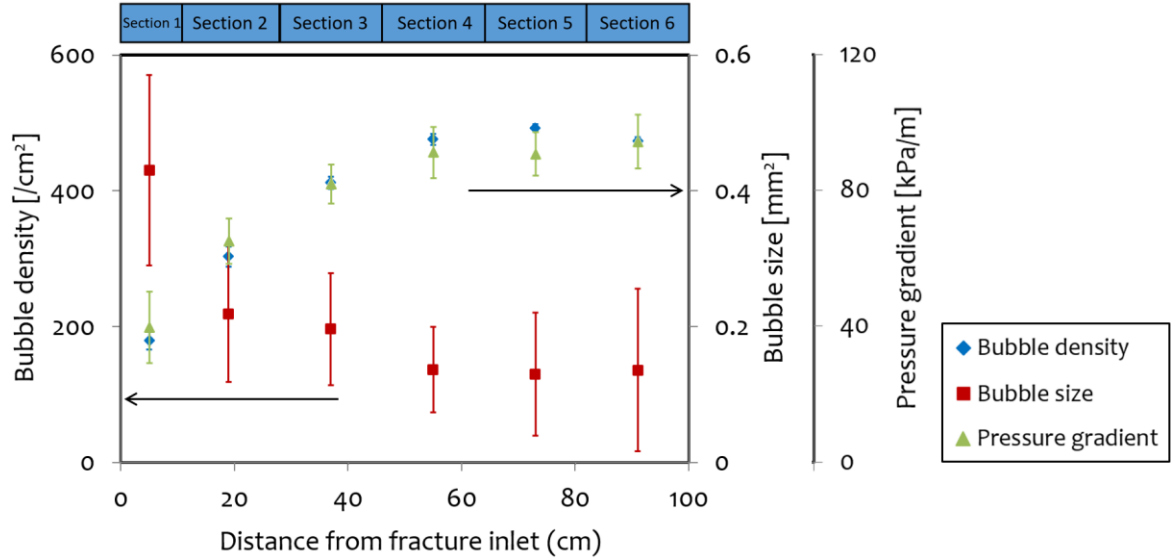 Section 1 Section 2 Section 3 Section 4 Section 5 Section 6
600
400
200
0
Bubble density [/cm²]
0 20 40 60 80 100
Distance from fracture inlet (cm)
0.6
0.4
0.2
0
Bubble size [mm²]
120
80
40
0
Pressure gradient [kPa/m]
Bubble density
Bubble size
Pressure gradient